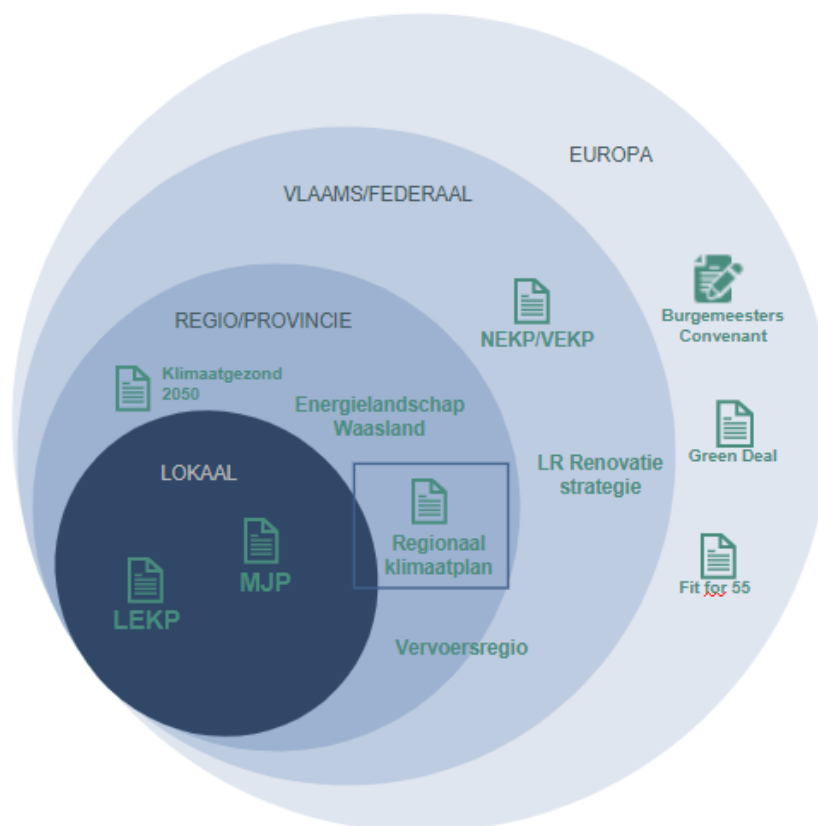 EUROPA
VLAAMS/FEDERAAL
Burgemeesters
Convenant
NEKP/VEKP
REGIO/PROVINCIE
Klimaatgezond
2050
Energielandschap
Waasland
Green Deal
LR Renovatie
strategie
LOKAAL
Regionaal
klimaatplan
MJP
LEKP
Fit for 55
Vervoersregio